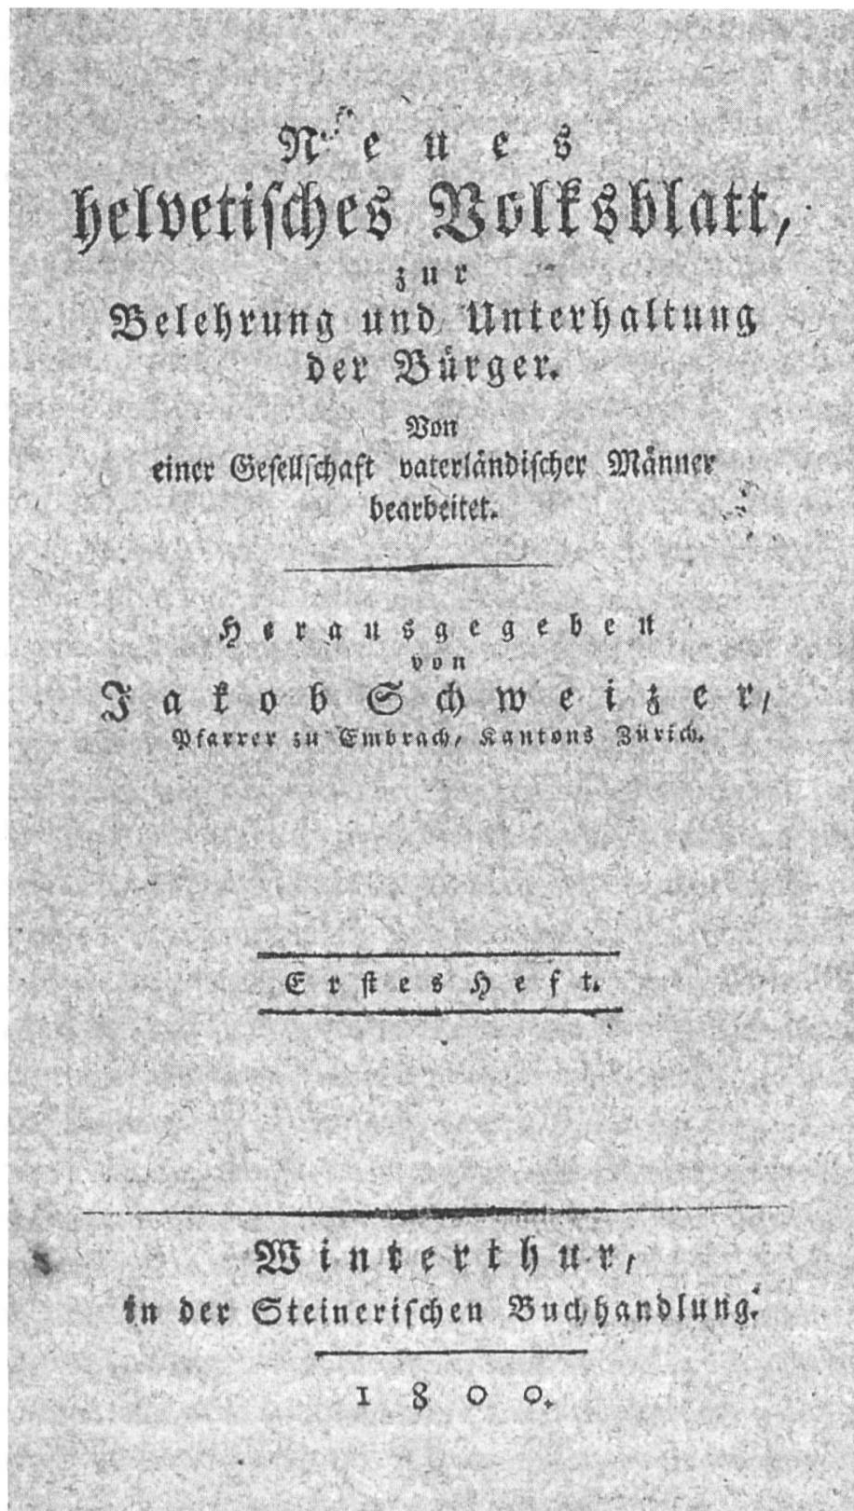 Neues
helvetisches Volksblatt,
zur
Belehrung und Unterhaltung
der Bürger.
Von
einer Gesellschaft vaterländischer Männer
bearbeitet.
Herausgegeben
von
Jakob Schweizer,
Pfarrer zu Embrach, Kantons Zürich.
Erstes Heft.
Winterthur,
in der Steinerischen Buchhandlung.
1800.